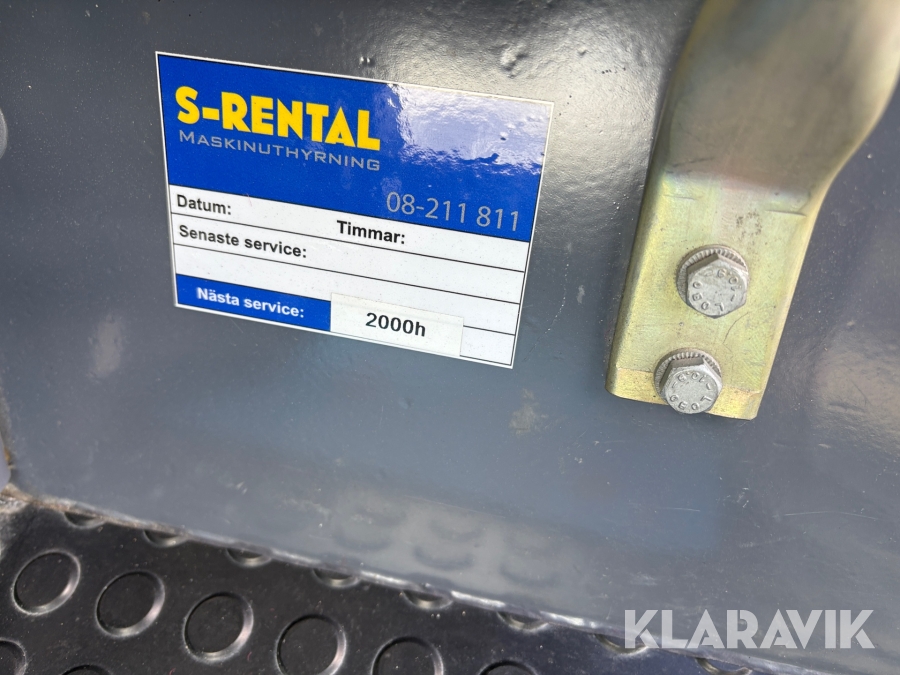 S-RENTAL
MASKINUTHYRNING
08-211 811
Datum:
Timmar:
Senaste service:
Nästa service:
2000h
KLARAVIK